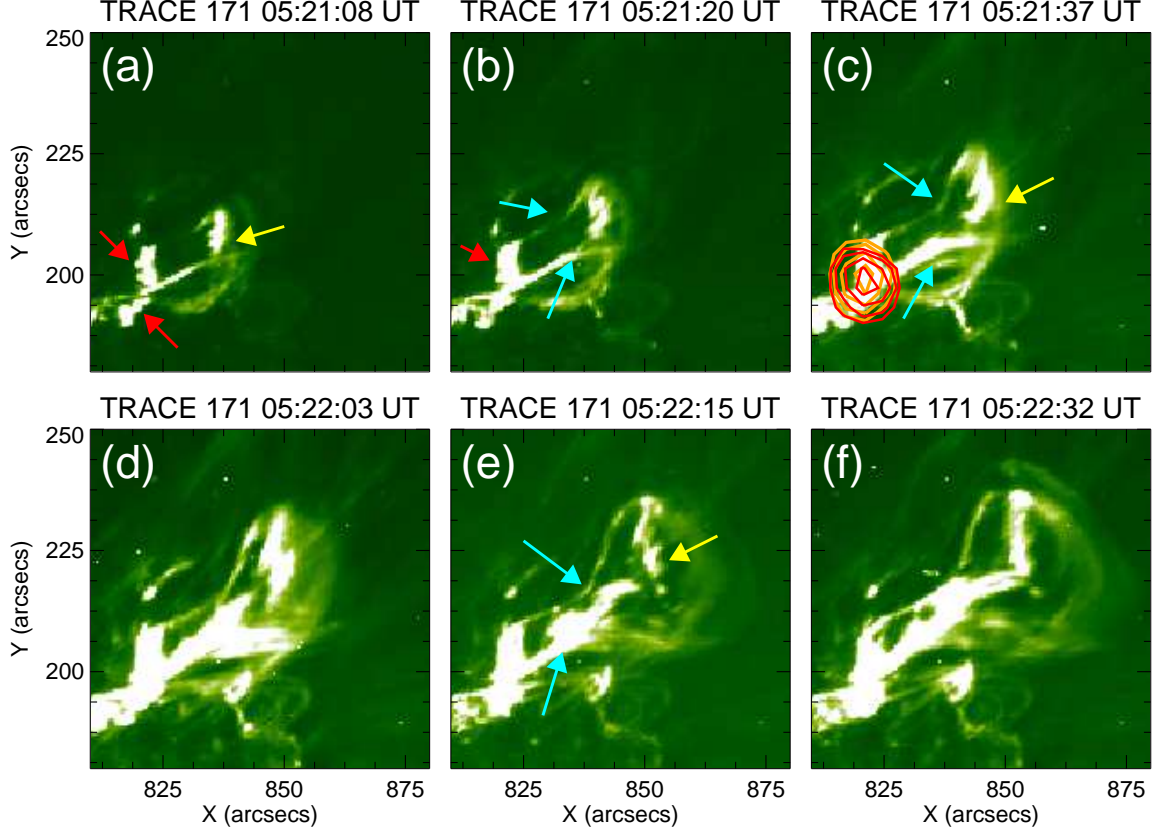 TRACE 171 05:21:08 UT
TRACE 171 05:21:20 UT
TRACE 171 05:21:37 UT
(a)
(b)
(c)
250
225
200
Y (arcsecs)
TRACE 171 05:22:03 UT
TRACE 171 05:22:15 UT
TRACE 171 05:22:32 UT
(d)
(e)
(f)
250
225
200
Y (arcsecs)
825 850 875
825 850 875
825 850 875
X (arcsecs)
X (arcsecs)
X (arcsecs)